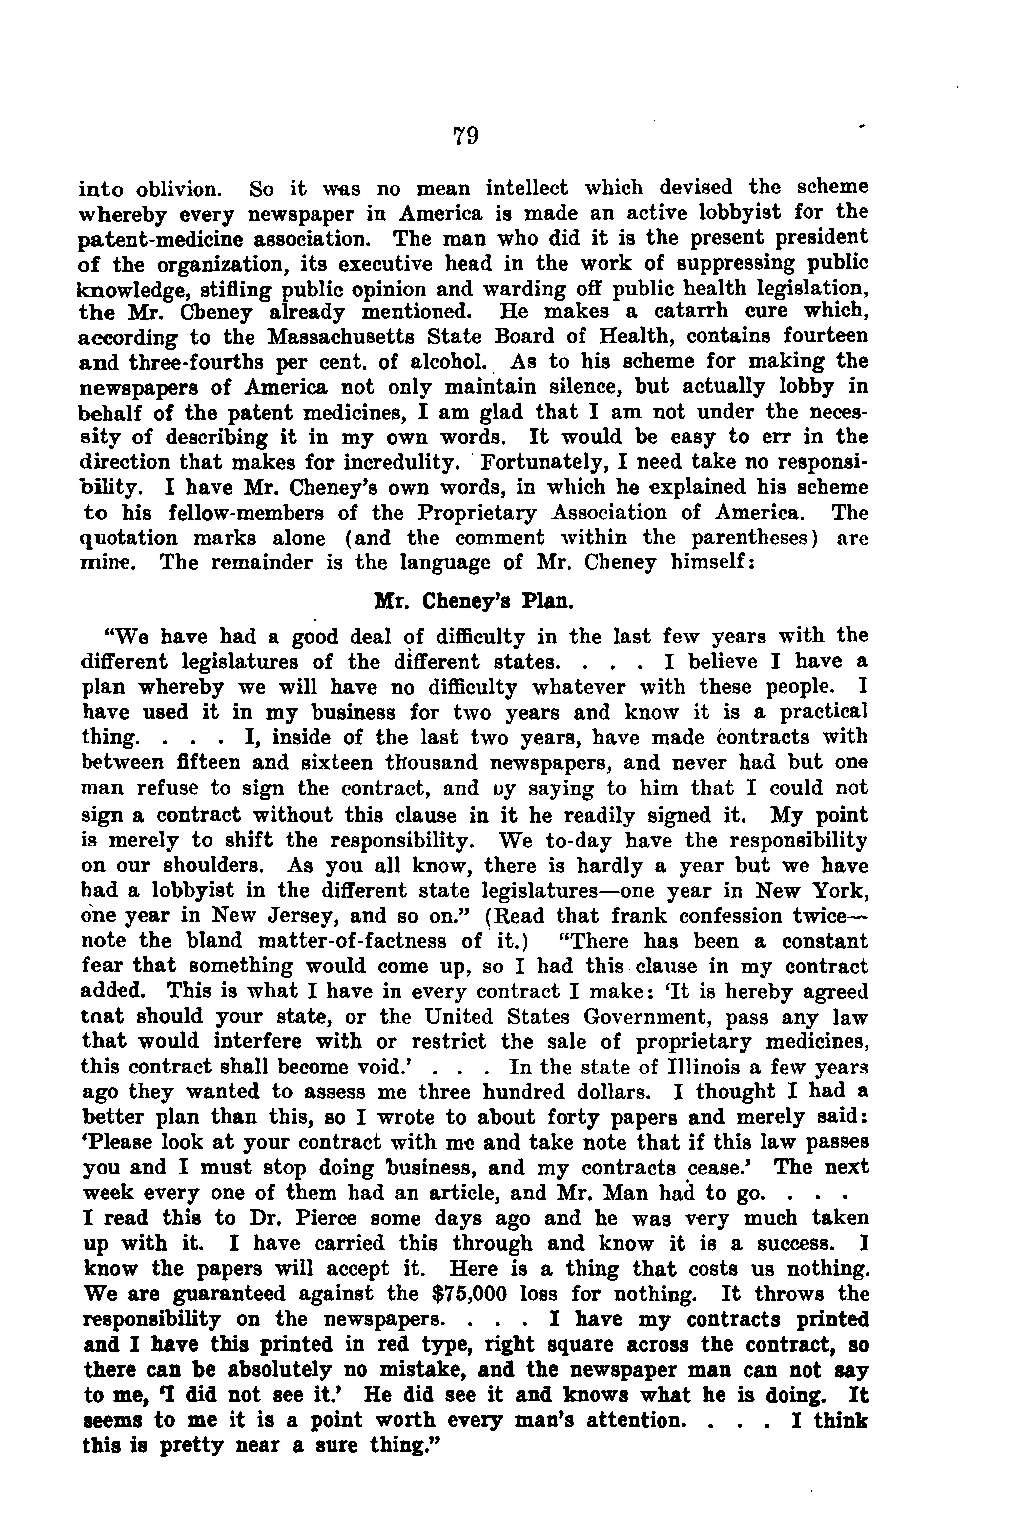 79
into oblivion. So it was no mean intellect which devised the scheme
whereby every newspaper in America is made an active lobbyist for the
patent-medicine association. The man who did it is the present president
of the organization, its executive head in the work of suppressing public
knowledge, stifling public opinion and warding off public health legislation,
the Mr. Cheney already mentioned. He makes a catarrh cure which,
according to the Massachusetts State Board of Health, contains fourteen
and three-fourths per cent. of alcohol. As to his scheme for making the
newspapers of America not only maintain silence, but actually lobby in
behalf of the patent medicines, I am glad that I am not under the neces-
sity of describing it in my own words. It would be easy to err in the
direction that makes for incredulity. Fortunately, I need take no responsi-
bility. I have Mr. Cheney's own words, in which he explained his scheme
to his fellow-members of the Proprietary Association of America. The
quotation marks alone (and the comment within the parentheses) are
mine. The remainder is the language of Mr. Cheney himself:
Mr. Cheney's Plan.
"We have had a good deal of difficulty in the last few years with the
different legislatures of the different states. . . . I believe I have a
plan whereby we will have no difficulty whatever with these people. I
have used it in my business for two years and know it is a practical
thing. . . . I, inside of the last two years, have made contracts with
between fifteen and sixteen thousand newspapers, and never had but one
man refuse to sign the contract, and by saying to him that I could not
sign a contract without this clause in it he readily signed it. My point
is merely to shift the responsibility. We to-day have the responsibility
on our shoulders. As you all know, there is hardly a year but we have
had a lobbyist in the different state legislatures—one year in New York,
one year in New Jersey, and so on." (Read that frank confession twice—
note the bland matter-of-factness of it.) "There has been a constant
fear that something would come up, so I had this clause in my contract
added. This is what I have in every contract I make: 'It is hereby agreed
that should your state, or the United States Government, pass any law
that would interfere with or restrict the sale of proprietary medicines,
this contract shall become void.' . . . In the state of Illinois a few years
ago they wanted to assess me three hundred dollars. I thought I had a
better plan than this, so I wrote to about forty papers and merely said:
'Please look at your contract with me and take note that if this law passes
you and I must stop doing business, and my contracts cease.' The next
week every one of them had an article, and Mr. Man had to go. . . .
I read this to Dr. Pierce some days ago and he was very much taken
up with it. I have carried this through and know it is a success. I
know the papers will accept it. Here is a thing that costs us nothing.
We are guaranteed against the $75,000 loss for nothing. It throws the
responsibility on the newspapers. . . . I have my contracts printed
and I have this printed in red type, right square across the contract, so
there can be absolutely no mistake, and the newspaper man can not say
to me, 'I did not see it.' He did see it and knows what he is doing. It
seems to me it is a point worth every man's attention. . . . I think
this is pretty near a sure thing."